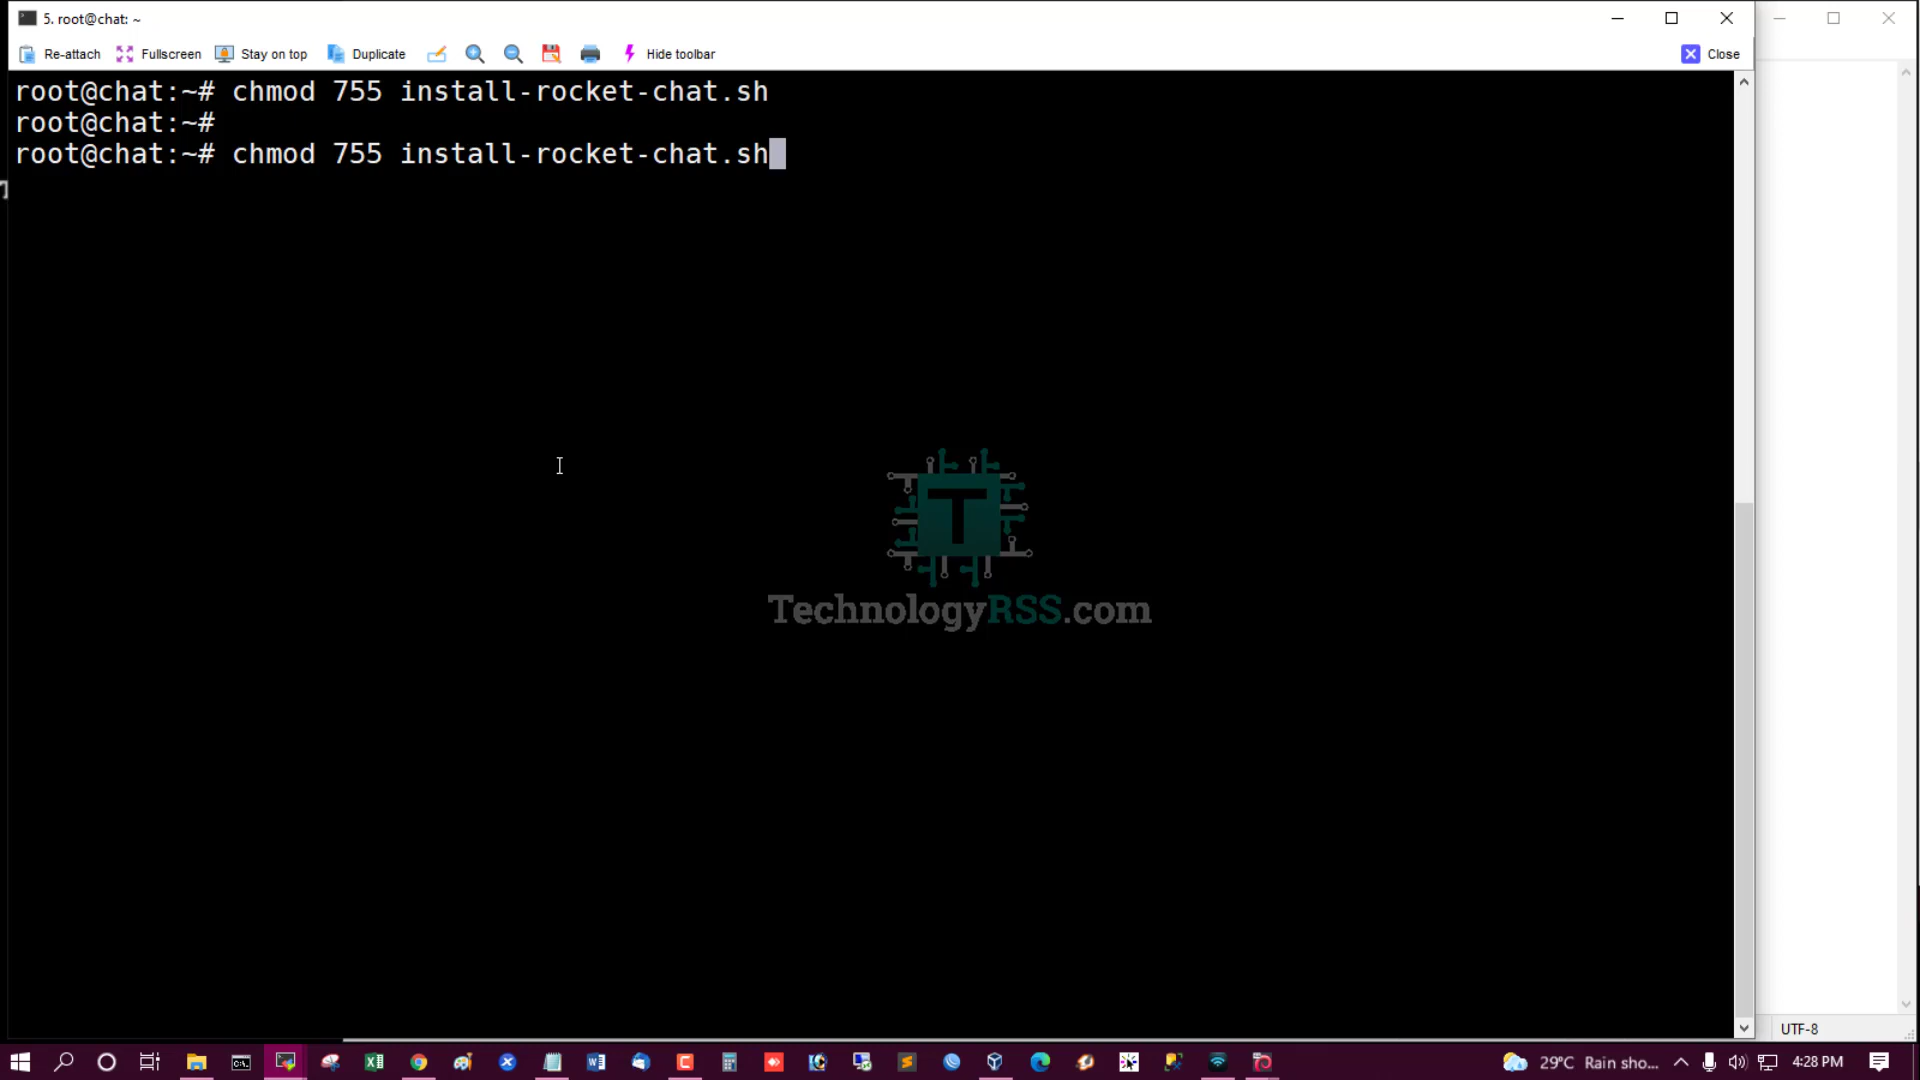 5. root@chat: ~
Re-attach Fullscreen Stay on top Duplicate Hide toolbar Close
root@chat:~# chmod 755 install-rocket-chat.sh
root@chat:~#
root@chat:~# chmod 755 install-rocket-chat.sh
T
TechnologyRSS.com
UTF-8
29°C Rain sho... 4:28 PM